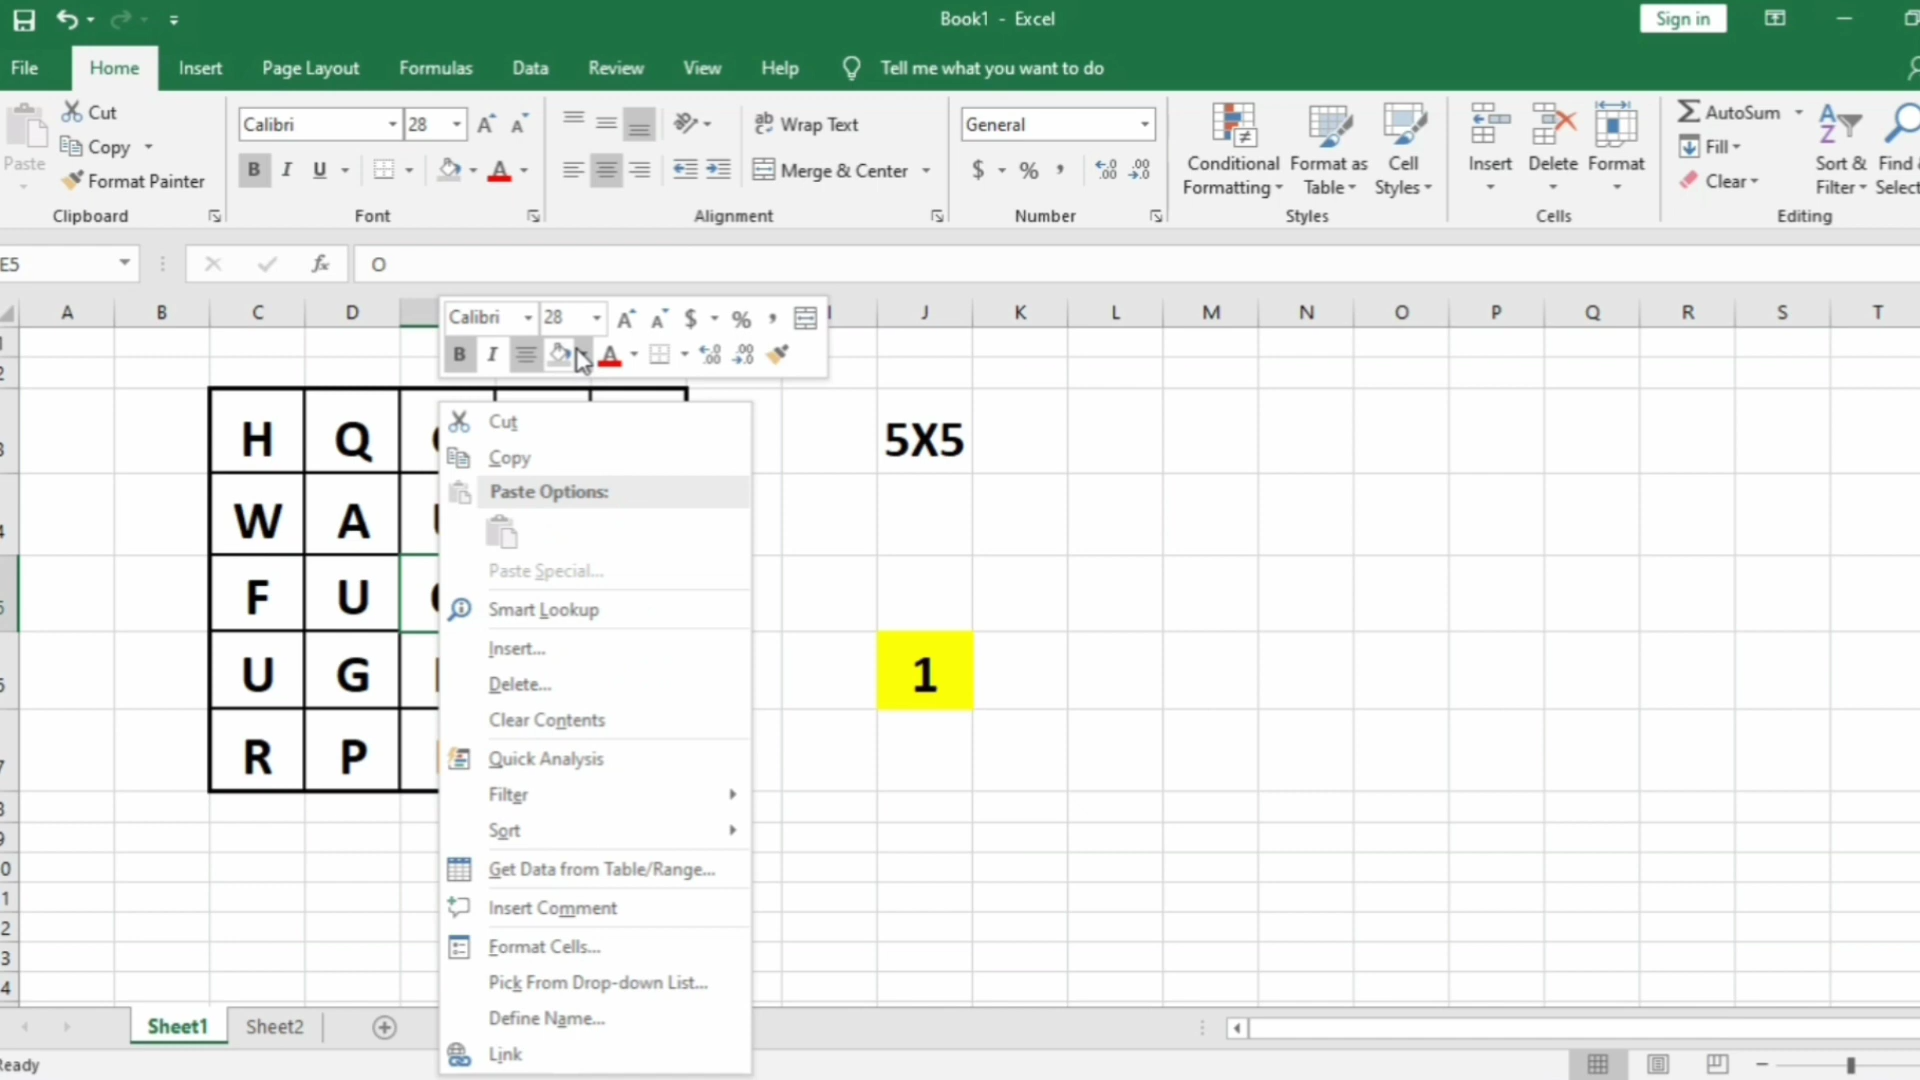 Book1 - Excel
Sign in
File Home Insert Page Layout Formulas Data Review View Help Tell me what you want to do
Paste
Cut
Copy
Format Painter
Clipboard
Calibri 28
B I U A
Font
Wrap Text
Merge & Center
Alignment
General
$ % ,
Number
Conditional Formatting
Format as Table
Cell Styles
Styles
Insert Delete Format
Cells
AutoSum
Fill
Clear
Sort & Filter
Find
Editing
E5 fx O
A B C D J K L M N O P Q R S T
Calibri 28 $ % ,
B I A
H Q 5X5
W A
F U
U G 1
R P
Cut
Copy
Paste Options:
Paste Special...
Smart Lookup
Insert...
Delete...
Clear Contents
Quick Analysis
Filter
Sort
Get Data from Table/Range...
Insert Comment
Format Cells...
Pick From Drop-down List...
Define Name...
Link
Sheet1 Sheet2